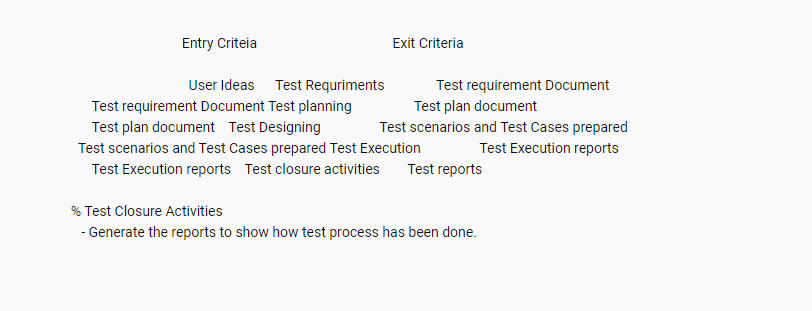 Entry Criteia Exit Criteria
User Ideas Test Requriments Test requirement Document
Test requirement Document Test planning Test plan document
Test plan document Test Designing Test scenarios and Test Cases prepared
Test scenarios and Test Cases prepared Test Execution Test Execution reports
Test Execution reports Test closure activities Test reports
% Test Closure Activities
- Generate the reports to show how test process has been done.